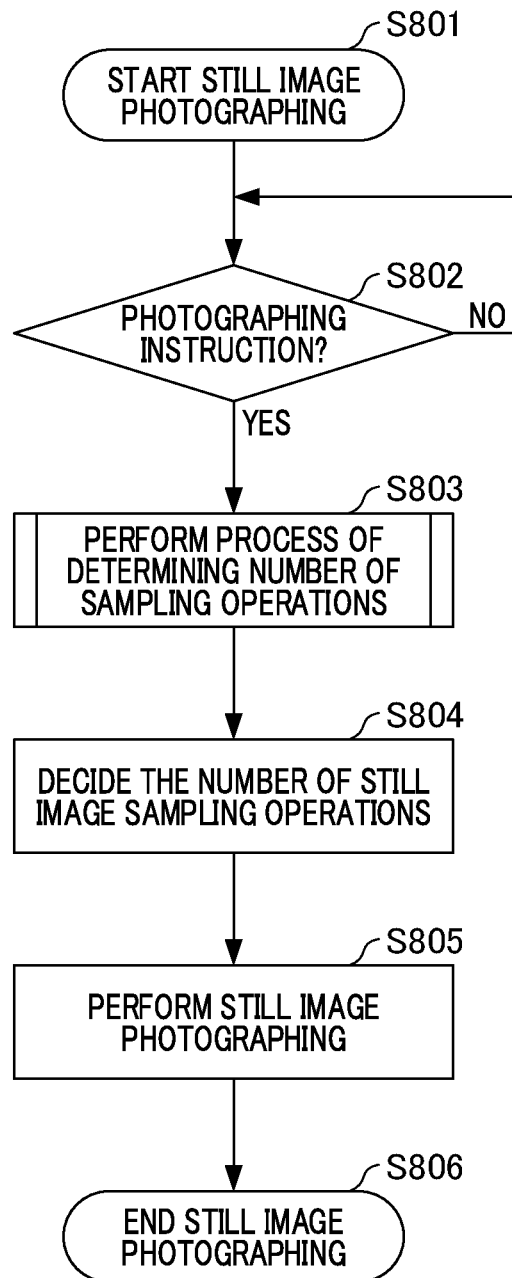 S801
START STILL IMAGE
PHOTOGRAPHING
S802
PHOTOGRAPHING
INSTRUCTION?
NO
YES
S803
PERFORM PROCESS OF
DETERMINING NUMBER OF
SAMPLING OPERATIONS
S804
DECIDE THE NUMBER OF STILL
IMAGE SAMPLING OPERATIONS
S805
PERFORM STILL IMAGE
PHOTOGRAPHING
S806
END STILL IMAGE
PHOTOGRAPHING